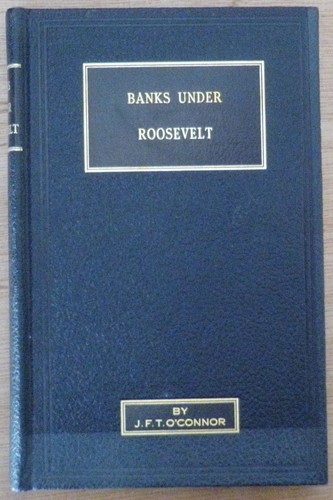 BANKS UNDER
ROOSEVELT
BY
J.F.T. O'CONNOR